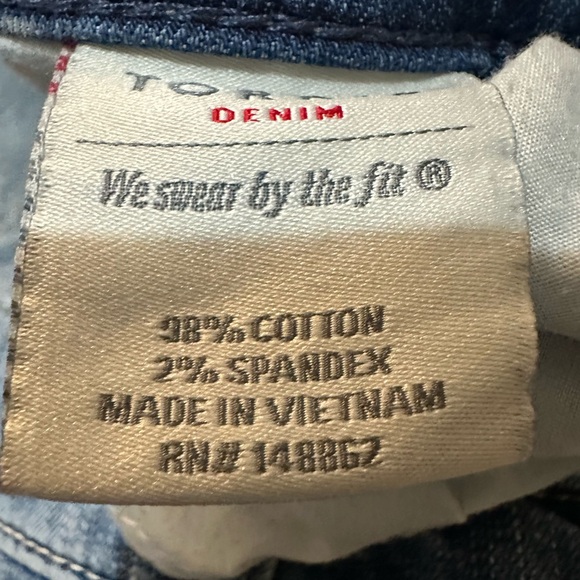 DENIM
We swear by the fit ®
98% COTTON
2% SPANDEX
MADE IN VIETNAM
RN# 148862